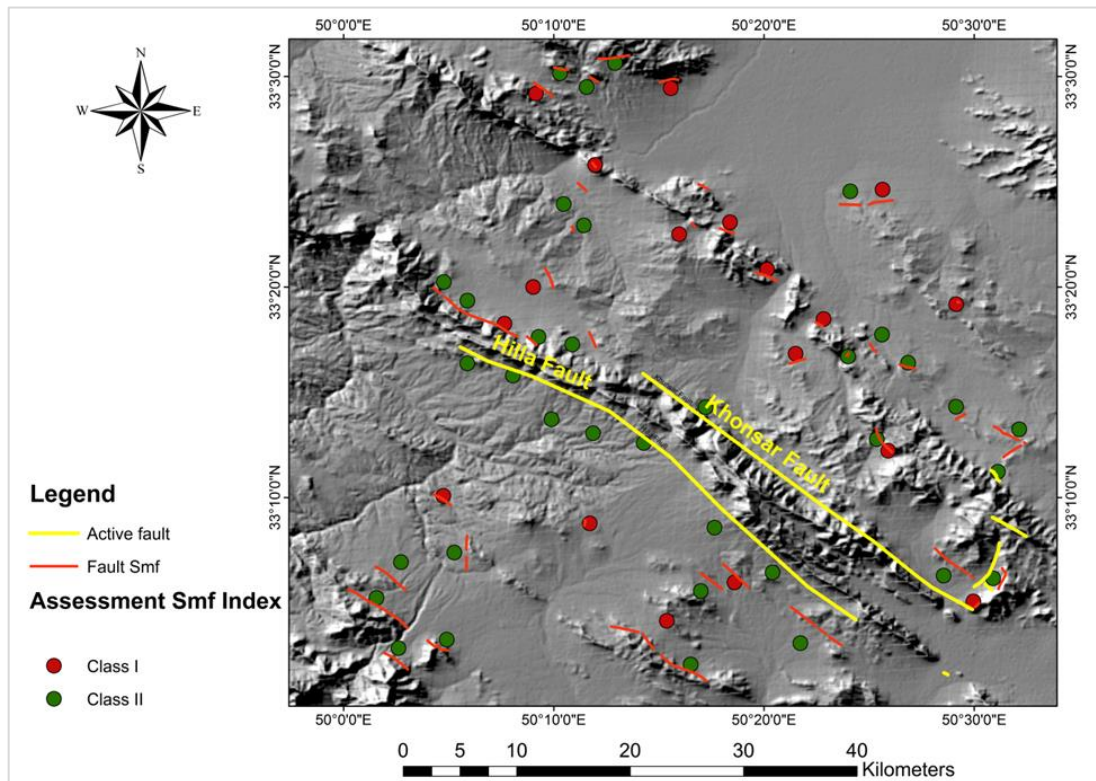 50°0'0"E 50°10'0"E 50°20'0"E 50°30'0"E
N
W E
S
33°30'0"N 33°30'0"N
33°20'0"N 33°20'0"N
Hilla Fault
Khonsar Fault
33°10'0"N 33°10'0"N
Legend
Active fault
Fault Smf
Assessment Smf Index
Class I
Class II
50°0'0"E 50°10'0"E 50°20'0"E 50°30'0"E
0 5 10 20 30 40
Kilometers